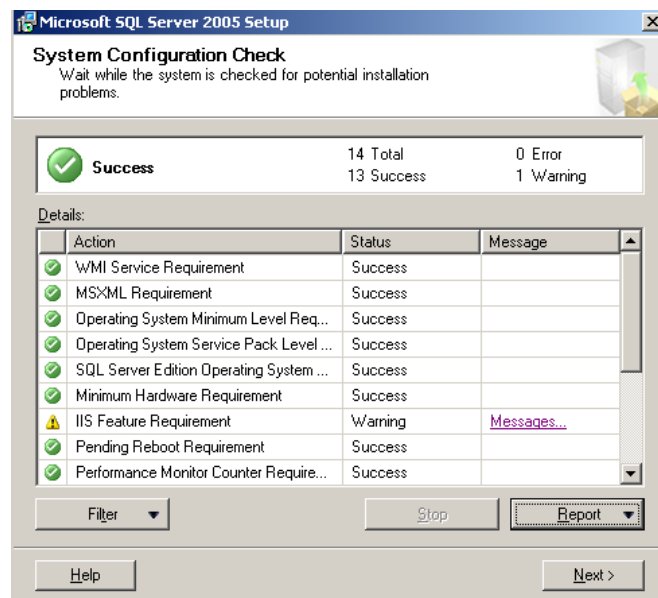 Microsoft SQL Server 2005 Setup
System Configuration Check
Wait while the system is checked for potential installation
problems.
Success
14 Total 0 Error
13 Success 1 Warning
Details:
Action Status Message
WMI Service Requirement Success
MSXML Requirement Success
Operating System Minimum Level Req... Success
Operating System Service Pack Level ... Success
SQL Server Edition Operating System ... Success
Minimum Hardware Requirement Success
IIS Feature Requirement Warning Messages...
Pending Reboot Requirement Success
Performance Monitor Counter Require... Success
Filter Stop Report
Help Next >